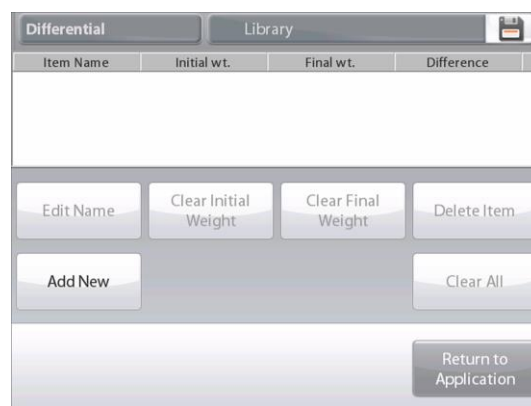 Differential
Library
Item Name Initial wt. Final wt. Difference
Edit Name
Clear Initial
Weight
Clear Final
Weight
Delete Item
Add New
Clear All
Return to
Application